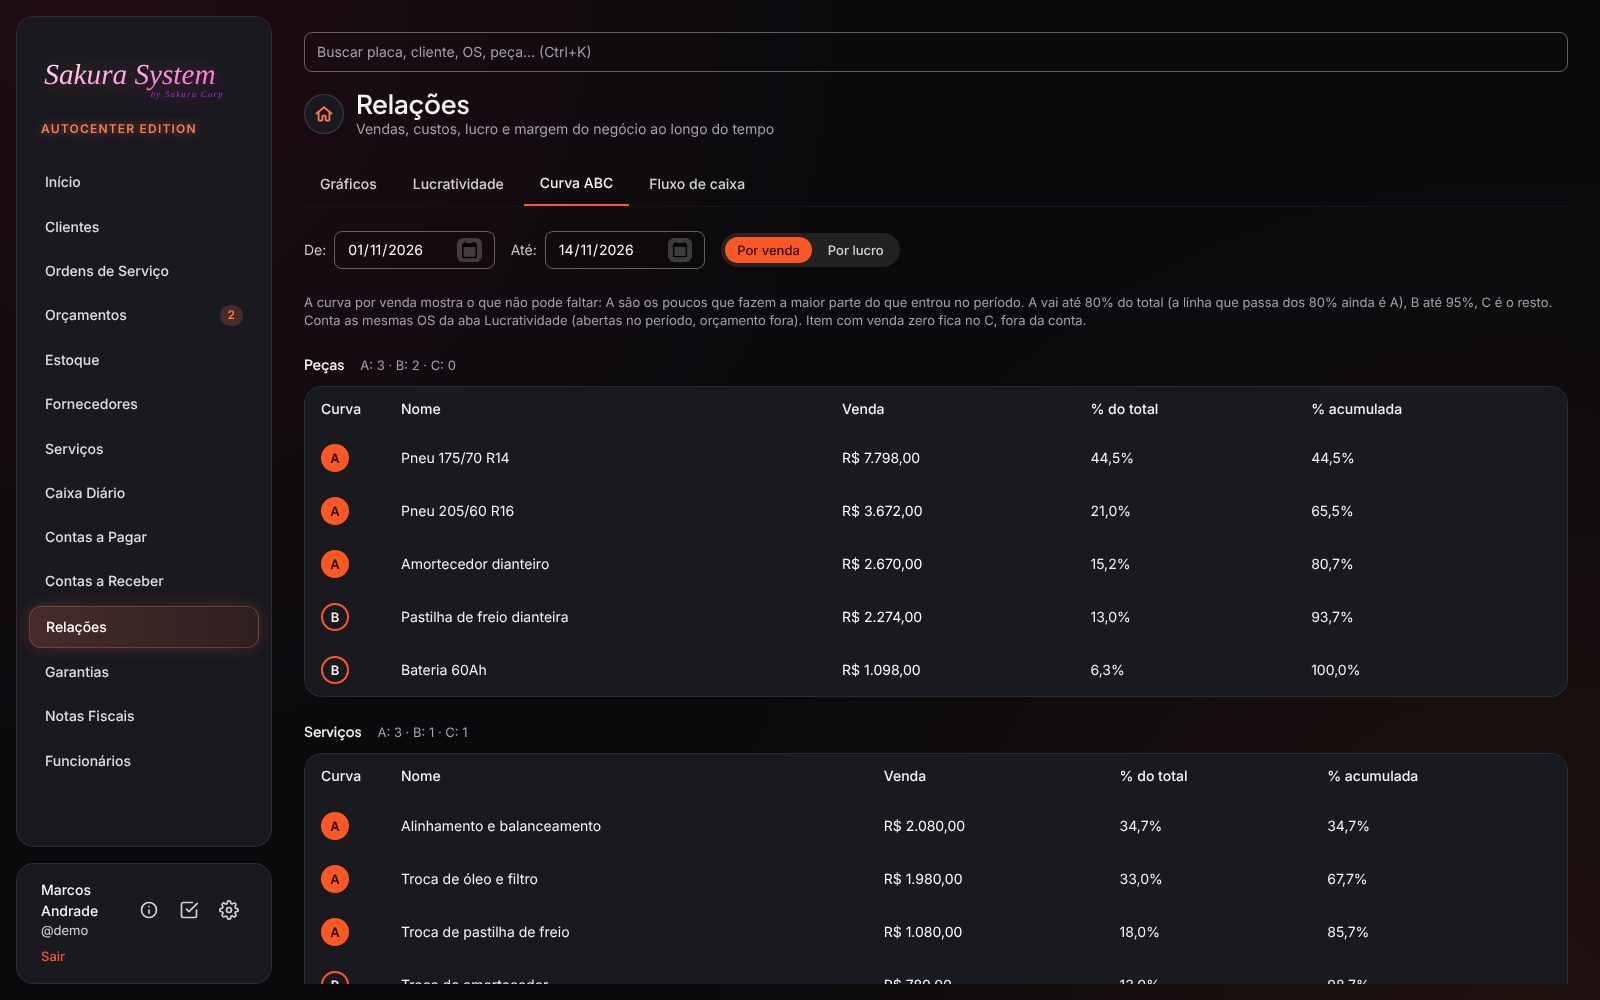 Sakura System
by Sakura Corp
AUTOCENTER EDITION
Início
Clientes
Ordens de Serviço
Orçamentos 2
Estoque
Fornecedores
Serviços
Caixa Diário
Contas a Pagar
Contas a Receber
Relações
Garantias
Notas Fiscais
Funcionários
Marcos
Andrade
@demo
Sair
Buscar placa, cliente, OS, peça... (Ctrl+K)
Relações
Vendas, custos, lucro e margem do negócio ao longo do tempo
Gráficos Lucratividade Curva ABC Fluxo de caixa
De: 01/11/2026 Até: 14/11/2026 Por venda Por lucro
A curva por venda mostra o que não pode faltar: A são os poucos que fazem a maior parte do que entrou no período. A vai até 80% do total (a linha que passa dos 80% ainda é A), B até 95%, C é o resto.
Conta as mesmas OS da aba Lucratividade (abertas no período, orçamento fora). Item com venda zero fica no C, fora da conta.
Peças A: 3 · B: 2 · C: 0
Curva Nome Venda % do total % acumulada
A Pneu 175/70 R14 R$ 7.798,00 44,5% 44,5%
A Pneu 205/60 R16 R$ 3.672,00 21,0% 65,5%
A Amortecedor dianteiro R$ 2.670,00 15,2% 80,7%
B Pastilha de freio dianteira R$ 2.274,00 13,0% 93,7%
B Bateria 60Ah R$ 1.098,00 6,3% 100,0%
Serviços A: 3 · B: 1 · C: 1
Curva Nome Venda % do total % acumulada
A Alinhamento e balanceamento R$ 2.080,00 34,7% 34,7%
A Troca de óleo e filtro R$ 1.980,00 33,0% 67,7%
A Troca de pastilha de freio R$ 1.080,00 18,0% 85,7%
B Troca de amortecedor R$ 780,00